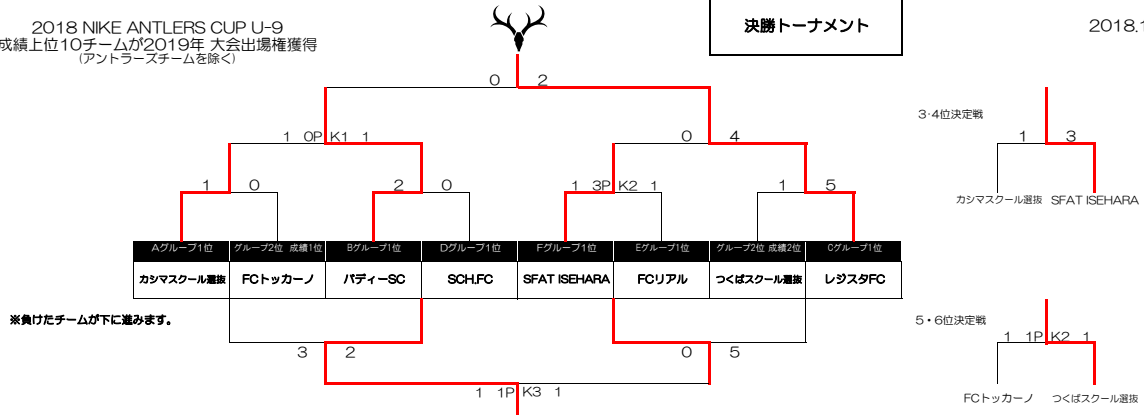 2018 NIKE ANTLERS CUP U-9
成績上位10チームが2019年 大会出場権獲得
(アントラーズチームを除く)
決勝トーナメント
2018.1
0 2
1 0P K1 1
0 4
1 0
2 0
1 3P K2 1
1 5
Aグループ1位 グループ2位 成績1位 Bグループ1位 Dグループ1位 Fグループ1位 Eグループ1位 グループ2位 成績2位 Cグループ1位
カシマスクール選抜 FCトッカーノ バディーSC SCH.FC SFAT ISEHARA FCリアル つくばスクール選抜 レジスタFC
※負けたチームが下に進みます。
3 2
0 5
1 1P K3 1
3・4位決定戦
1 3
カシマスクール選抜 SFAT ISEHARA
5・6位決定戦
1 1P K2 1
FCトッカーノ つくばスクール選抜